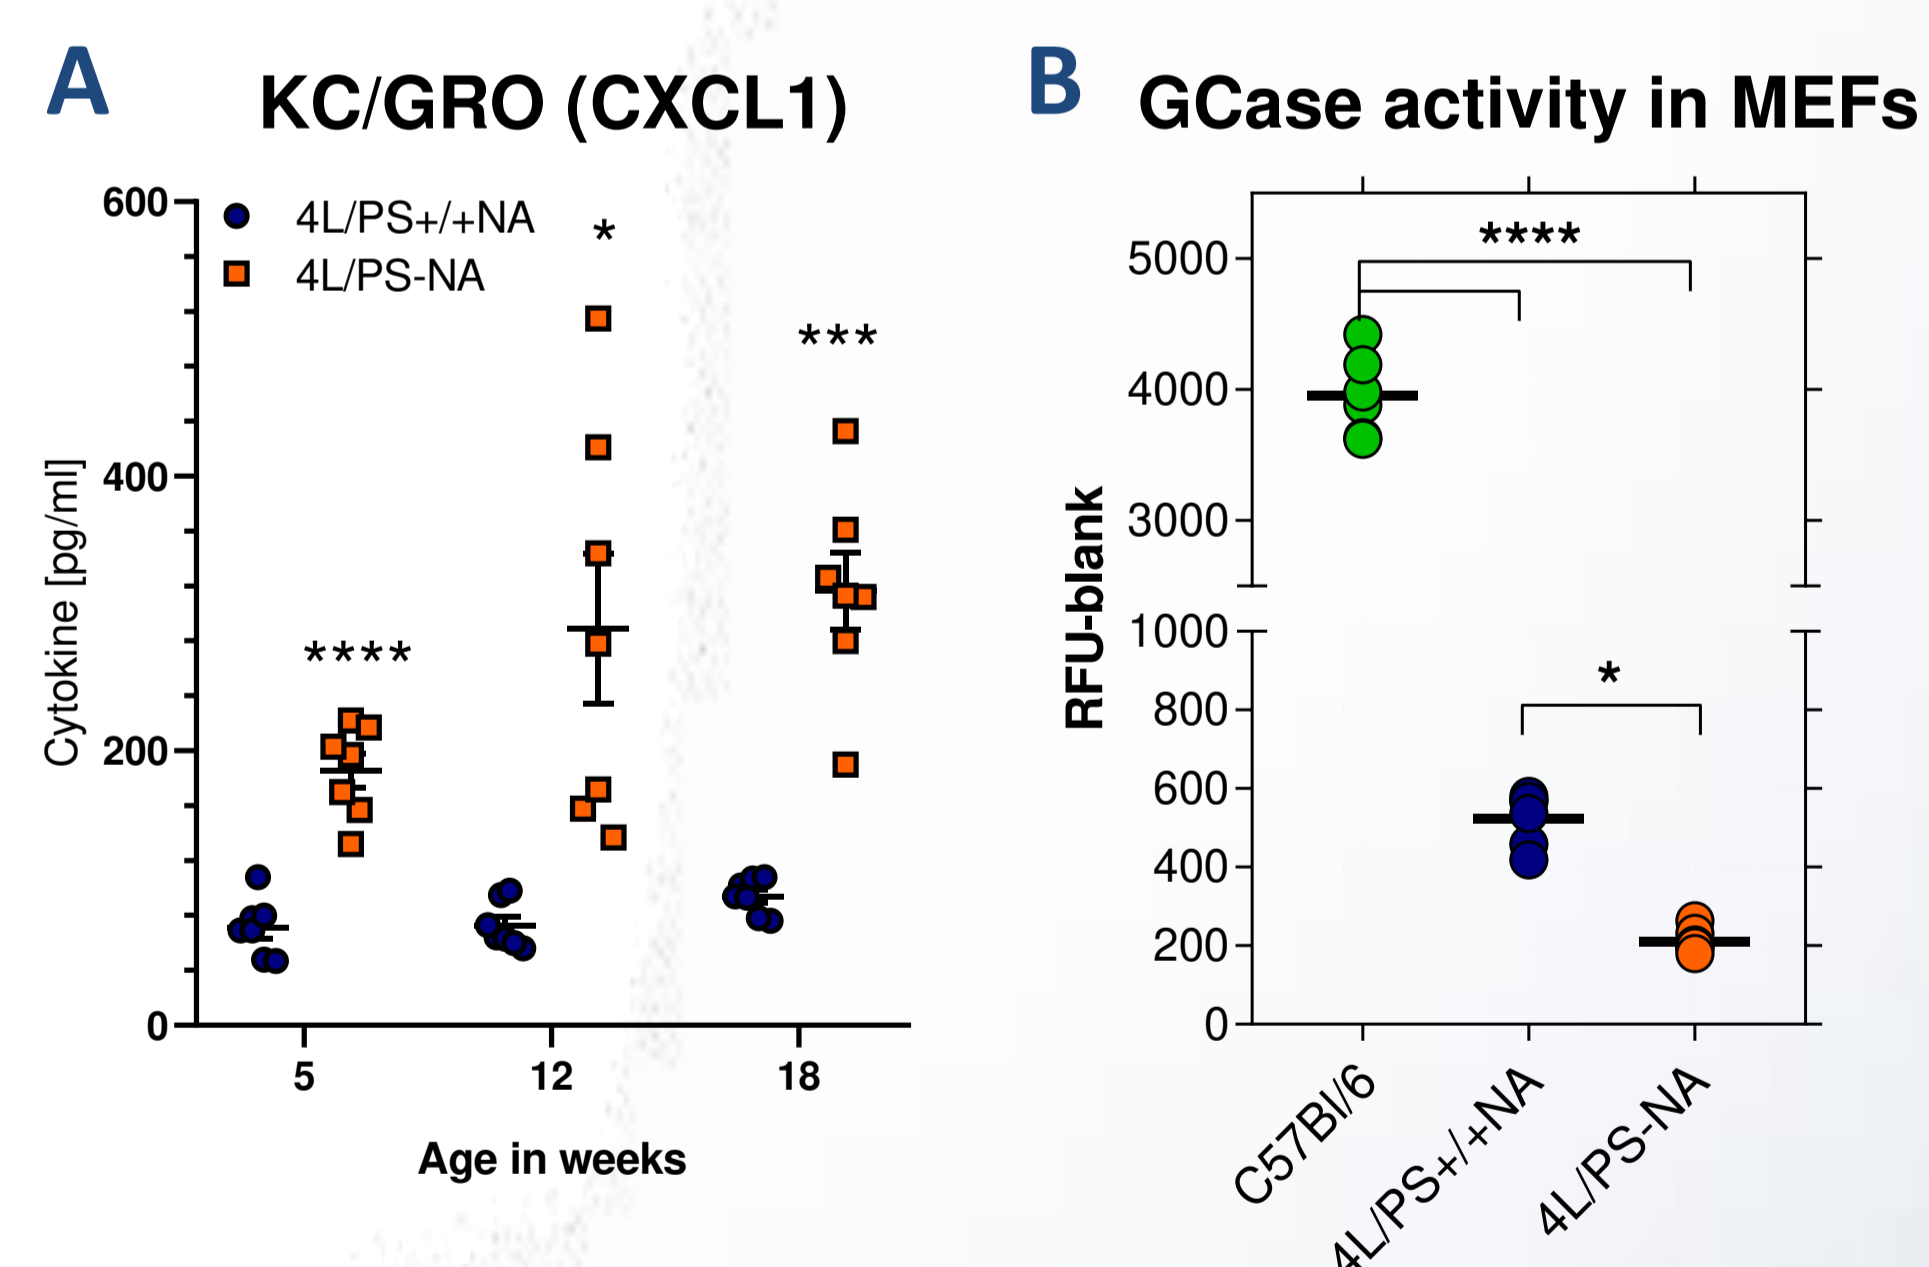 A
KC/GRO (CXCL1)
600
400
200
0
Cytokine [pg/ml]
4L/PS+/+NA
4L/PS-NA
****
*
***
5
12
18
Age in weeks
B
GCase activity in MEFs
5000
4000
3000
1000
800
600
400
200
0
RFU-blank
****
*
C57Bl/6
4L/PS+/+NA
4L/PS-NA